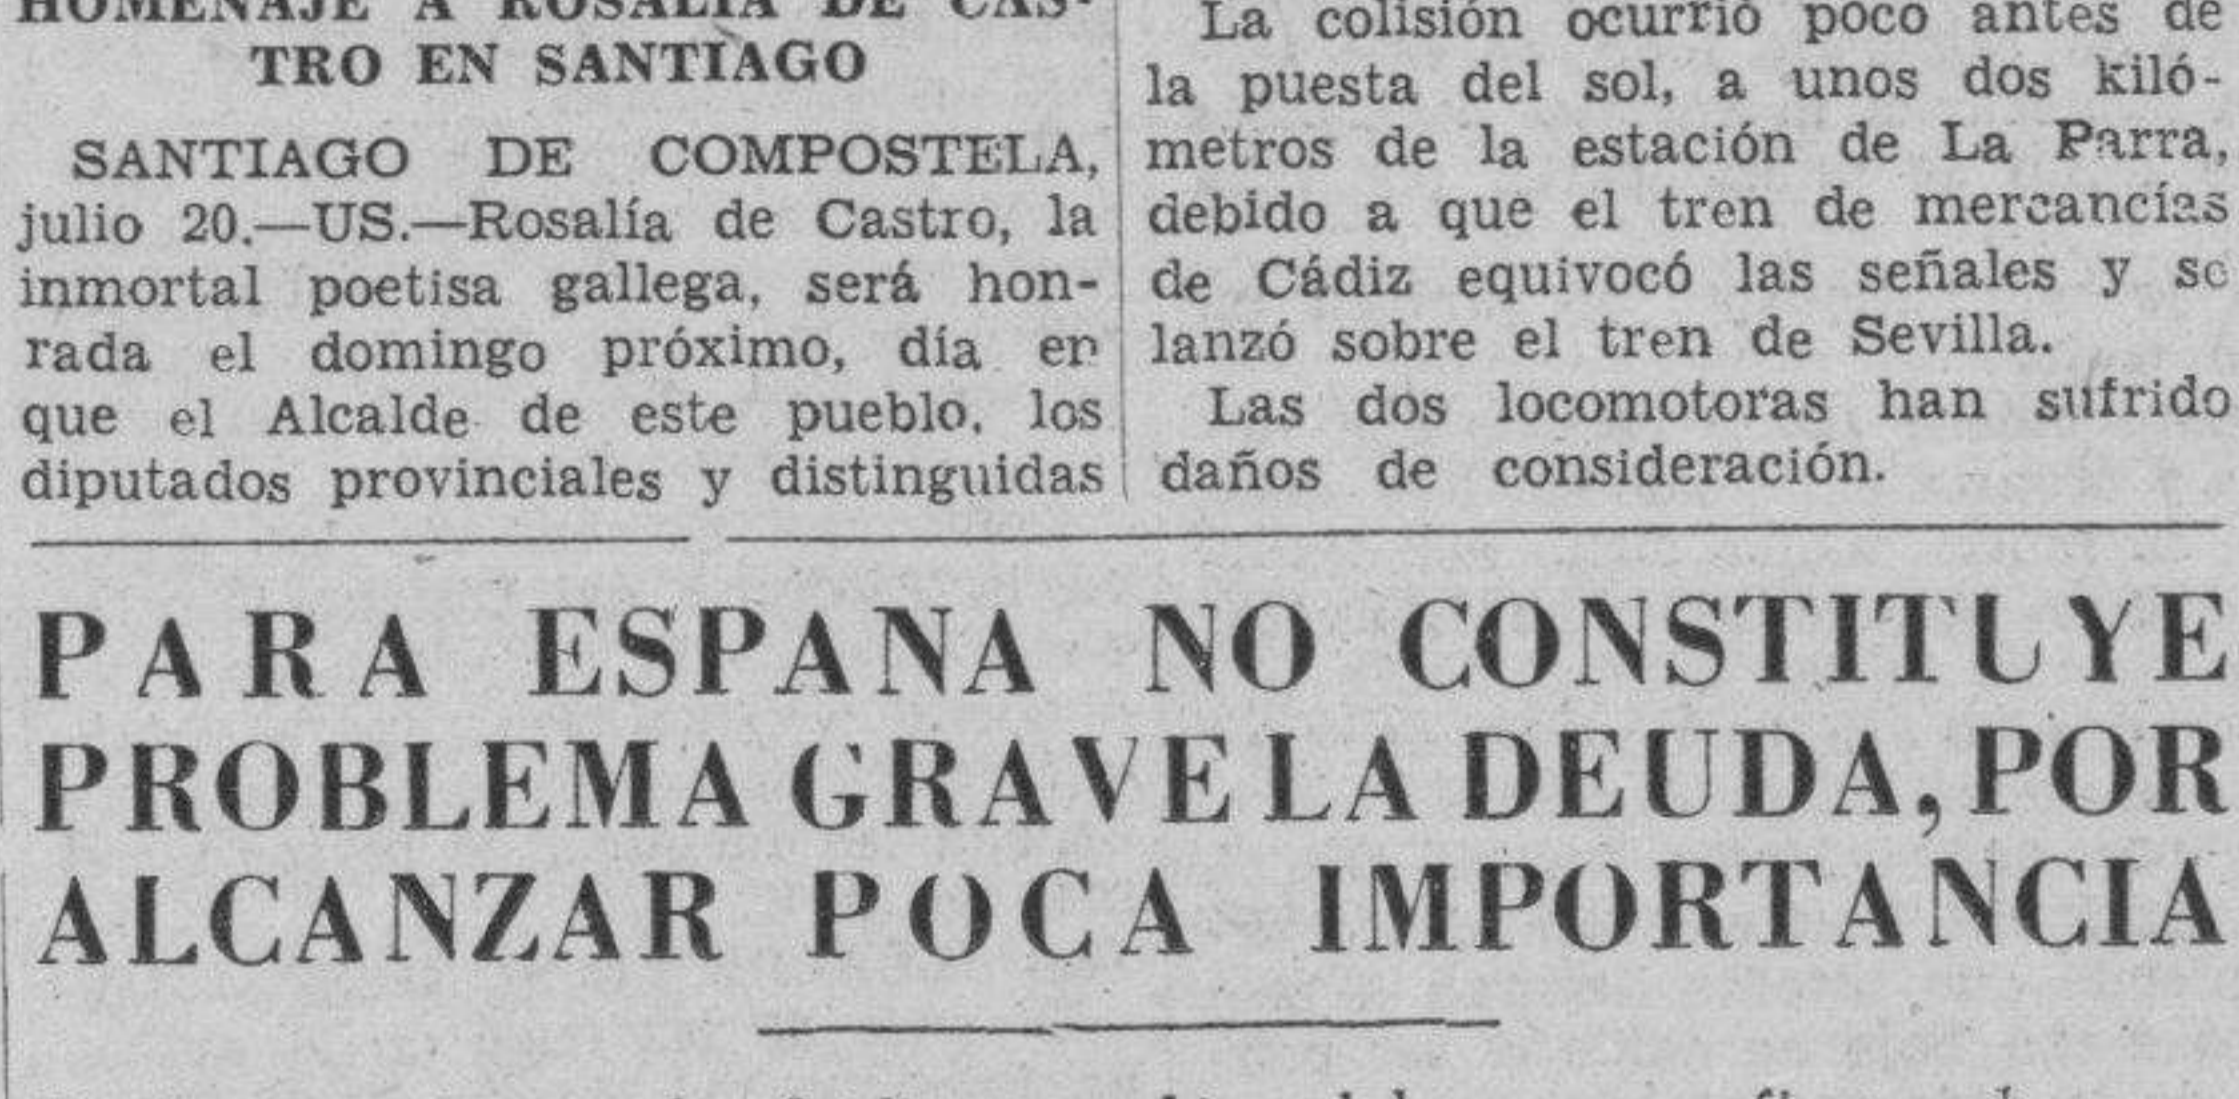 HOMENAJE A ROSALIA DE CAS-
TRO EN SANTIAGO
SANTIAGO DE COMPOSTELA,
julio 20.—US.—Rosalía de Castro, la
inmortal poetisa gallega, será hon-
rada el domingo próximo, día en
que el Alcalde de este pueblo, los
diputados provinciales y distinguidas
La colisión ocurrió poco antes de
la puesta del sol, a unos dos kiló-
metros de la estación de La Parra,
debido a que el tren de mercancías
de Cádiz equivocó las señales y se
lanzó sobre el tren de Sevilla.
Las dos locomotoras han sufrido
daños de consideración.
PARA ESPANA NO CONSTITUYE
PROBLEMA GRAVE LA DEUDA, POR
ALCANZAR POCA IMPORTANCIA